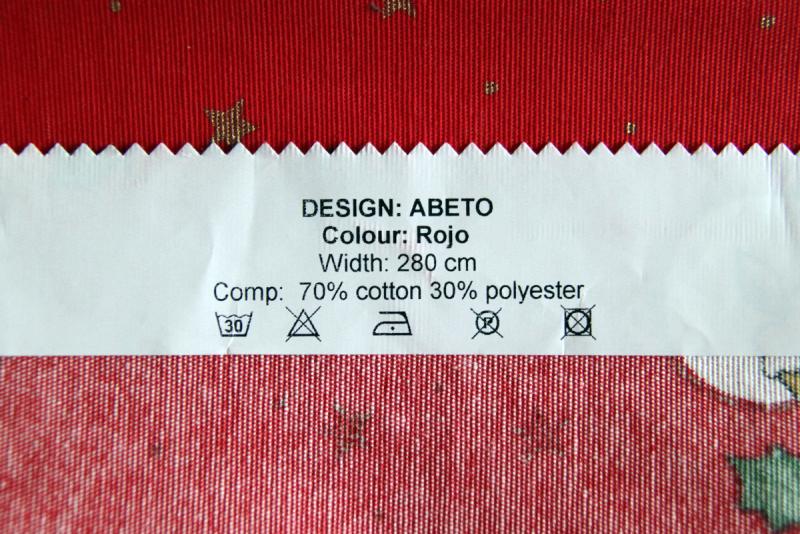 DESIGN: ABETO
Colour: Rojo
Width: 280 cm
Comp: 70% cotton 30% polyester
30 P